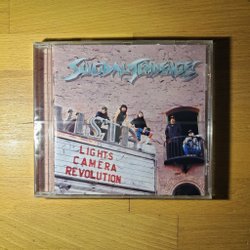 SUICIDAL TENDENCIES
LIGHTS
CAMERA
REVOLUTION